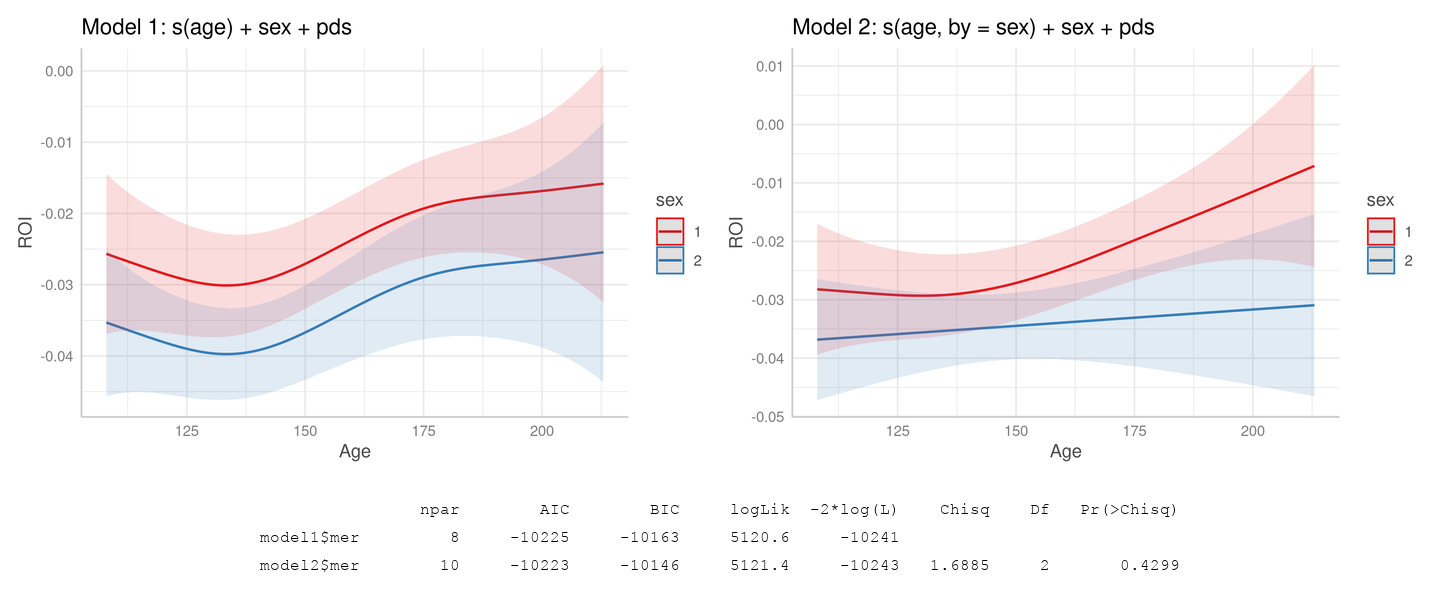 Model 1: s(age) + sex + pds
0.00
-0.01
-0.02
-0.03
-0.04
ROI
125 150 175 200
Age
sex
1
2
Model 2: s(age, by = sex) + sex + pds
0.01
0.00
-0.01
-0.02
-0.03
-0.04
-0.05
ROI
125 150 175 200
Age
sex
1
2
npar AIC BIC logLik -2*log(L) Chisq Df Pr(>Chisq)
model1$mer 8 -10225 -10163 5120.6 -10241
model2$mer 10 -10223 -10146 5121.4 -10243 1.6885 2 0.4299